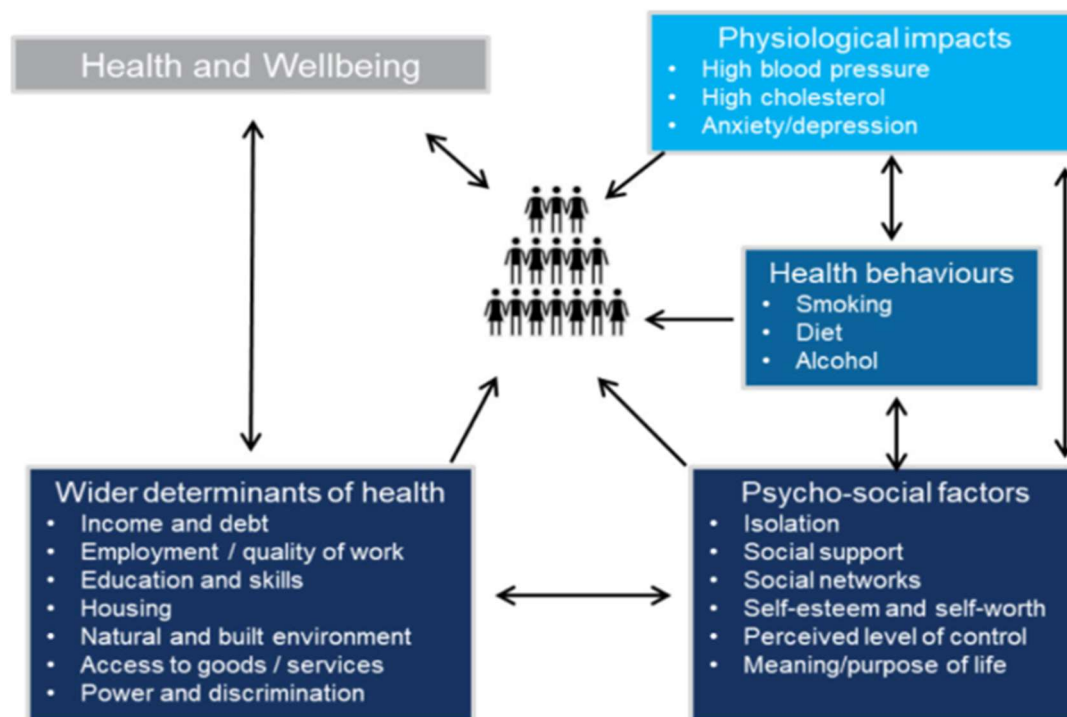 Health and Wellbeing
Physiological impacts
• High blood pressure
• High cholesterol
• Anxiety/depression
Health behaviours
• Smoking
• Diet
• Alcohol
Wider determinants of health
• Income and debt
• Employment / quality of work
• Education and skills
• Housing
• Natural and built environment
• Access to goods / services
• Power and discrimination
Psycho-social factors
• Isolation
• Social support
• Social networks
• Self-esteem and self-worth
• Perceived level of control
• Meaning/purpose of life